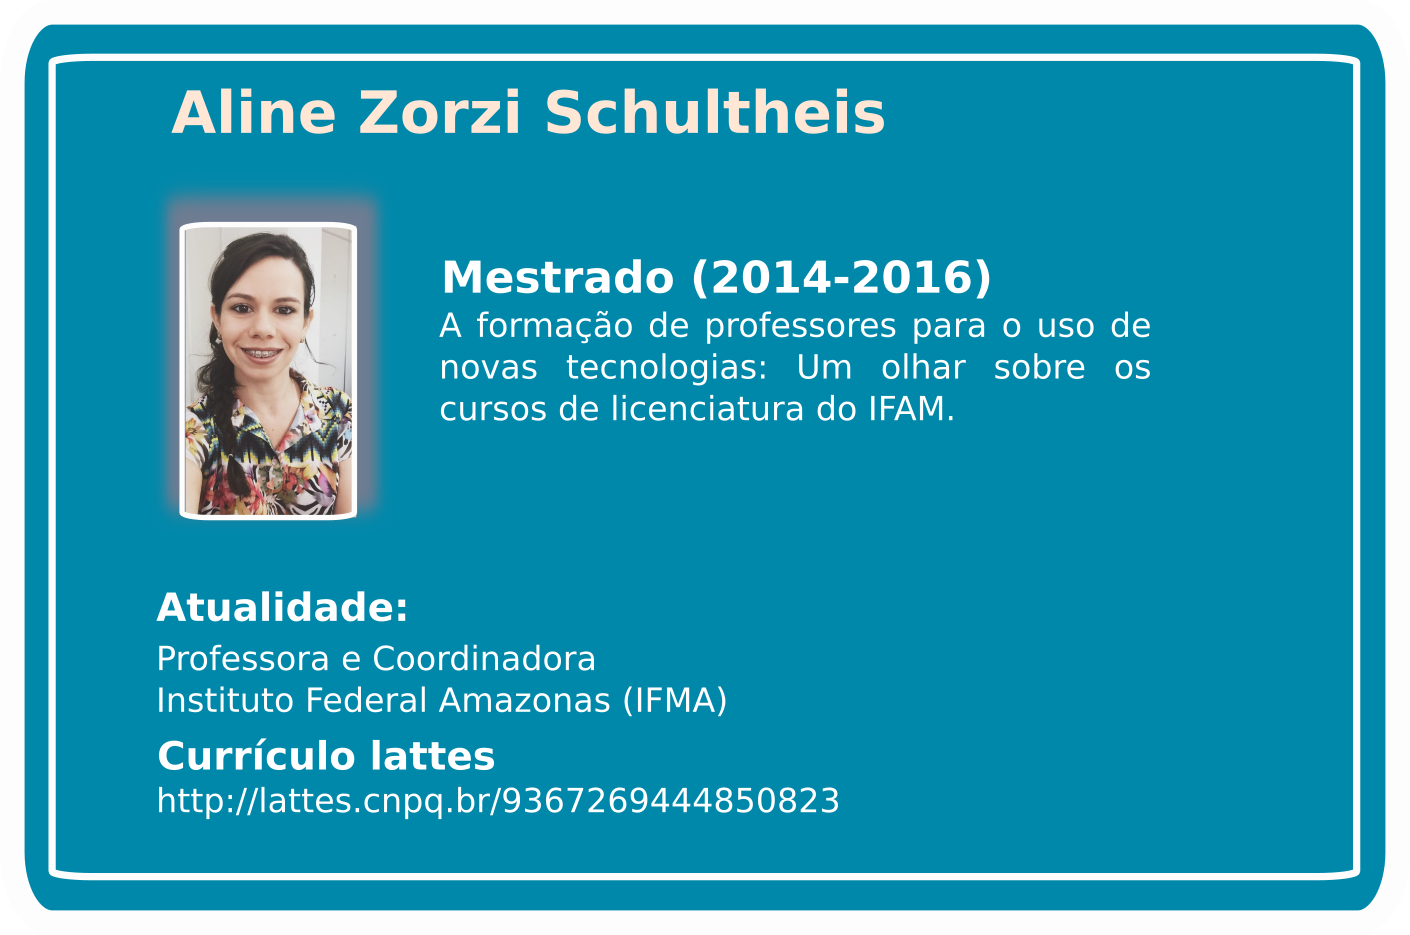 Aline Zorzi Schultheis
Mestrado (2014-2016)
A formação de professores para o uso de
novas tecnologias: Um olhar sobre os
cursos de licenciatura do IFAM.
Atualidade:
Professora e Coordinadora
Instituto Federal Amazonas (IFMA)
Currículo lattes
http://lattes.cnpq.br/9367269444850823